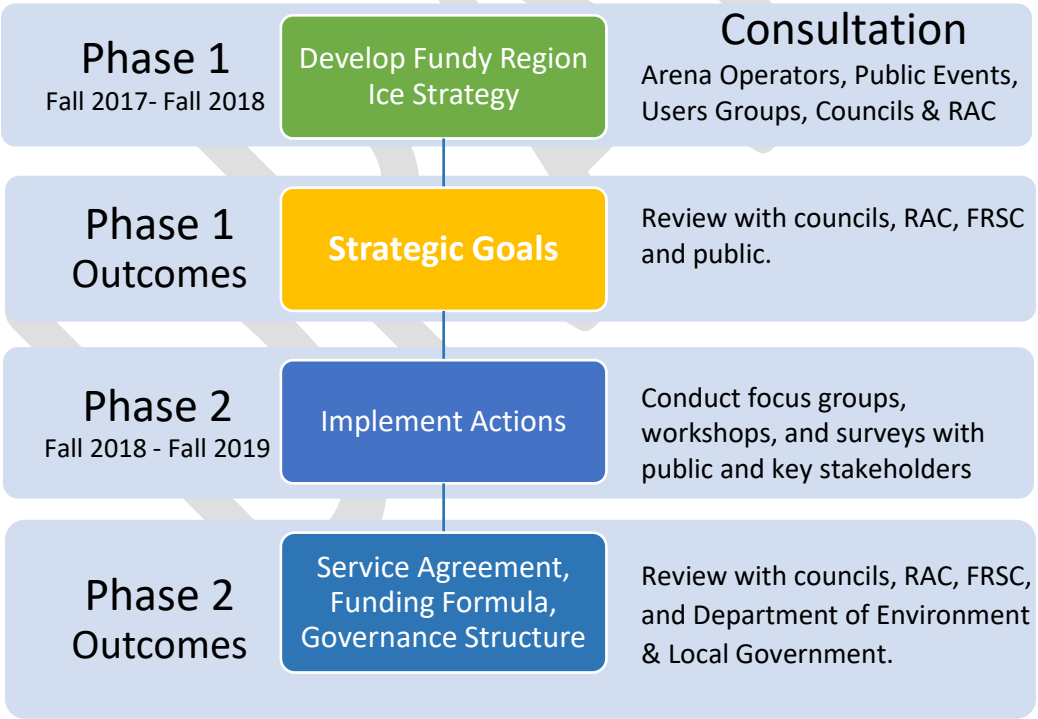 Phase 1
Fall 2017- Fall 2018
Develop Fundy Region
Ice Strategy
Consultation
Arena Operators, Public Events,
Users Groups, Councils & RAC
Phase 1
Outcomes
Strategic Goals
Review with councils, RAC, FRSC
and public.
Phase 2
Fall 2018 - Fall 2019
Implement Actions
Conduct focus groups,
workshops, and surveys with
public and key stakeholders
Phase 2
Outcomes
Service Agreement,
Funding Formula,
Governance Structure
Review with councils, RAC, FRSC,
and Department of Environment
& Local Government.